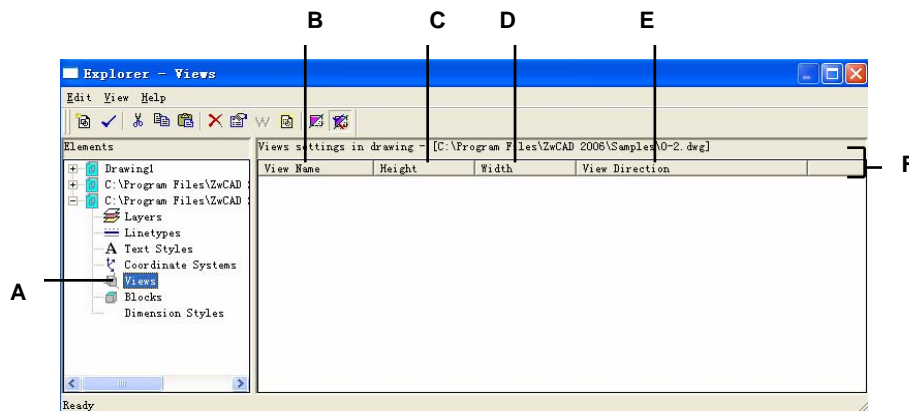 B C D E
Explorer - Views
Edit View Help
Elements
Views settings in drawing - [C:\Program Files\ZwCAD 2006\Samples\0-2.dwg]
F
View Name Height Width View Direction
Drawing1
C:\Program Files\ZwCAD
C:\Program Files\ZwCAD
Layers
Linetypes
A Text Styles
Coordinate Systems
A
Views
Blocks
Dimension Styles
Ready